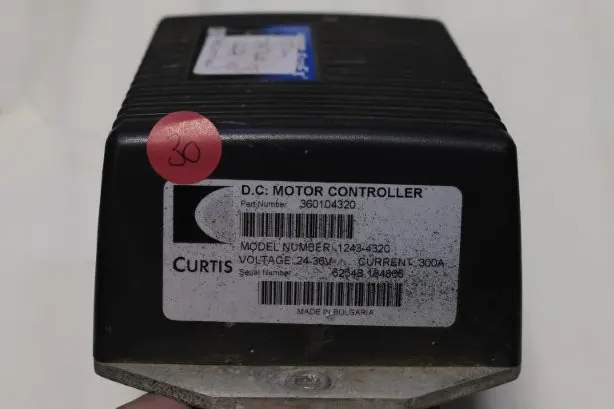 30
D.C. MOTOR CONTROLLER
Part Number 360104320
MODEL NUMBER 1243-4320
VOLTAGE 24-36V CURRENT 300A
CURTIS
Serial Number
MADE IN BULGARIA